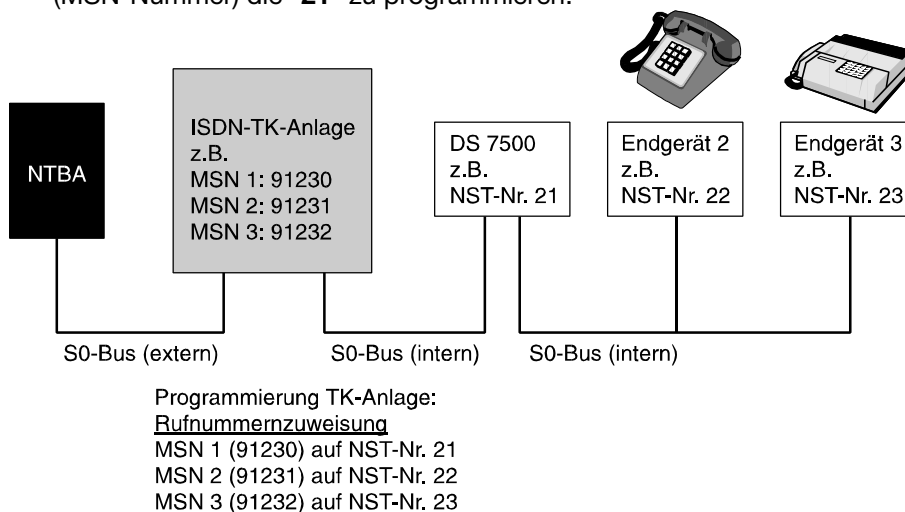 (MSN-Nummer) die "21" zu programmieren.
NTBA
ISDN-TK-Anlage
z.B.
MSN 1: 91230
MSN 2: 91231
MSN 3: 91232
DS 7500
z.B.
NST-Nr. 21
Endgerät 2
z.B.
NST-Nr. 22
Endgerät 3
z.B.
NST-Nr. 23
S0-Bus (extern)
S0-Bus (intern)
S0-Bus (intern)
Programmierung TK-Anlage:
Rufnummernzuweisung
MSN 1 (91230) auf NST-Nr. 21
MSN 2 (91231) auf NST-Nr. 22
MSN 3 (91232) auf NST-Nr. 23